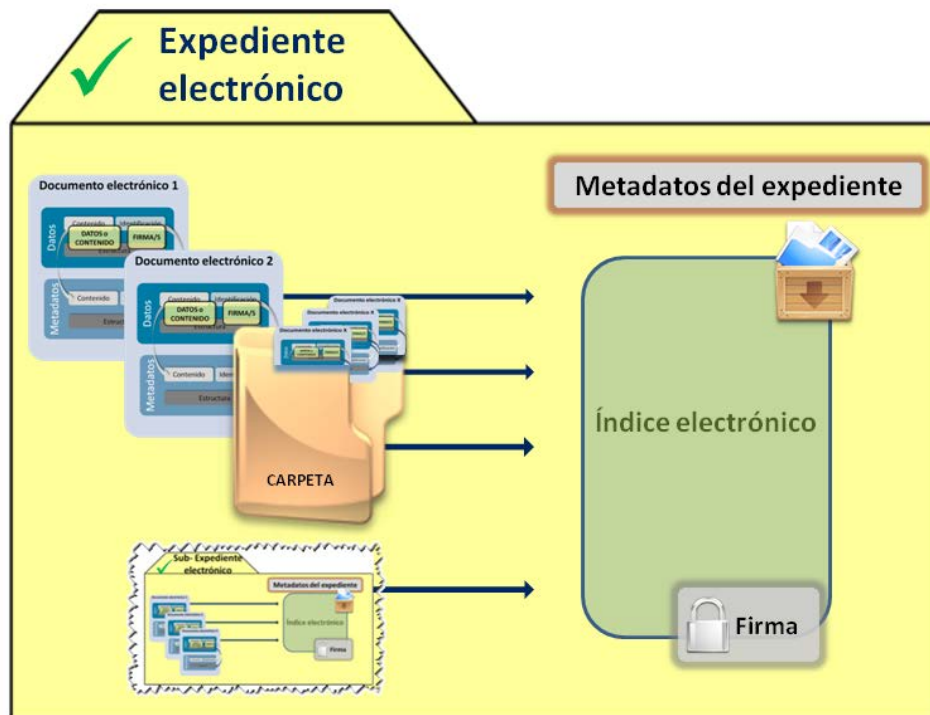 Expediente
electrónico
Documento electrónico 1
Datos
Contenido
Identificación
DATOS o
CONTENIDO
FIRMA/S
Estructura
Metadatos
Contenido
Documento electrónico 2
Datos
Contenido
Identificación
DATOS o
CONTENIDO
FIRMA/S
Estructura
Metadatos
Contenido
Estructura
CARPETA
Metadatos del expediente
Índice electrónico
Firma
Sub- Expediente
electrónico
Metadatos del expediente
Índice electrónico
Firma